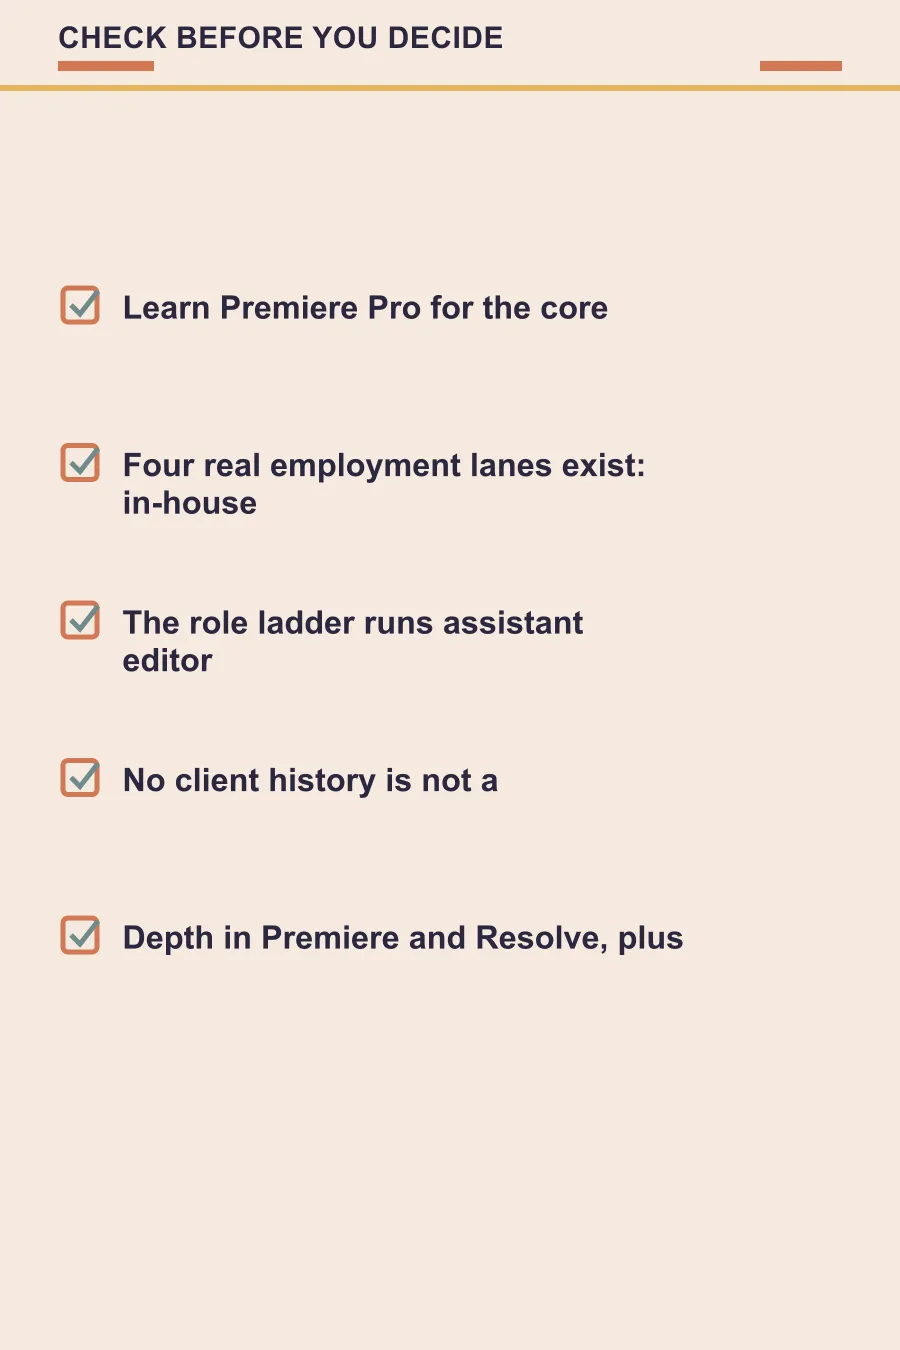 CHECK BEFORE YOU DECIDE
Learn Premiere Pro for the core
Four real employment lanes exist:
in-house
The role ladder runs assistant
editor
No client history is not a
Depth in Premiere and Resolve, plus